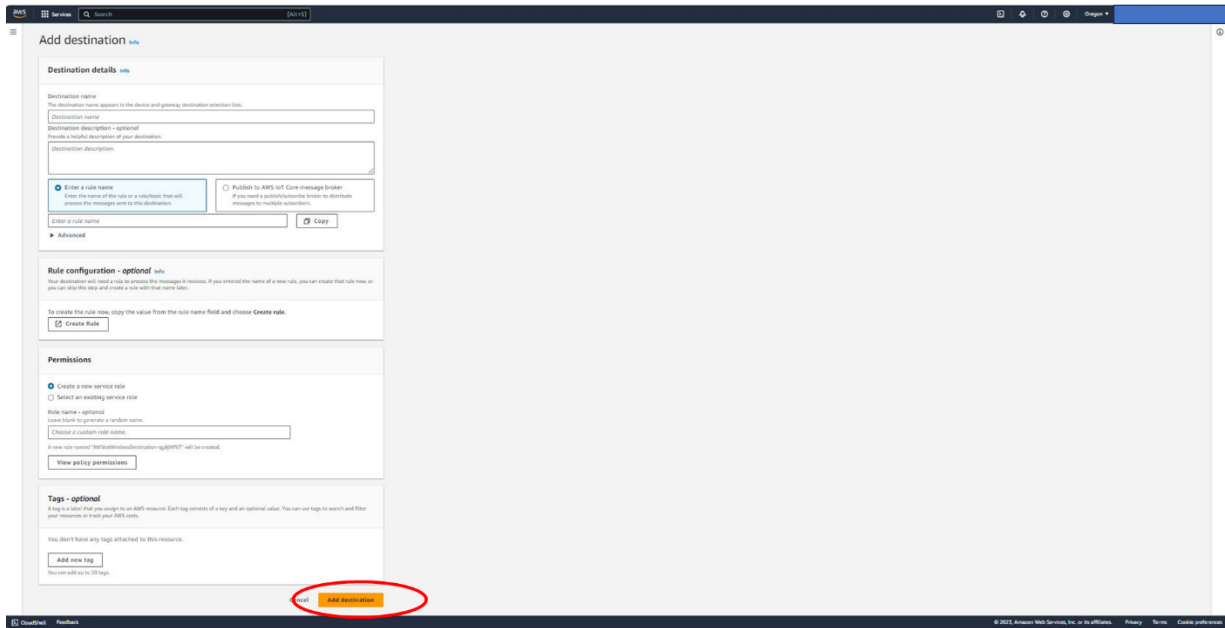 aws
Services
Search
[Alt+S]
Oregon
Add destination Info
Destination details Info
Destination name
The destination name appears in the device and gateway destination selection lists.
Destination name
Destination description - optional
Provide a helpful description of your destination.
Destination description.
Enter a rule name
Enter the name of the rule or a rule/topic that will
process the messages sent to this destination.
Publish to AWS IoT Core message broker
If you need a publish/subscribe broker to distribute
messages to multiple subscribers.
Enter a rule name
Copy
Advanced
Rule configuration - optional Info
Your destination will need a rule to process the messages it receives. If you entered the name of a new rule, you can create that rule now, or
you can skip this step and create a rule with that name later.
To create the rule now, copy the value from the rule name field and choose Create rule.
Create Rule
Permissions
Create a new service role
Select an existing service role
Role name - optional
Leave blank to generate a random name.
Choose a custom role name.
A new role named will be created.
View policy permissions
Tags - optional
A tag is a label that you assign to an AWS resource. Each tag consists of a key and an optional value. You can use tags to search and filter
your resources or track your AWS costs.
You don't have any tags attached to this resource.
Add new tag
You can add up to 50 tags.
Cancel
Add destination
CloudShell
Feedback
© 2023, Amazon Web Services, Inc. or its affiliates.
Privacy
Terms
Cookie preferences